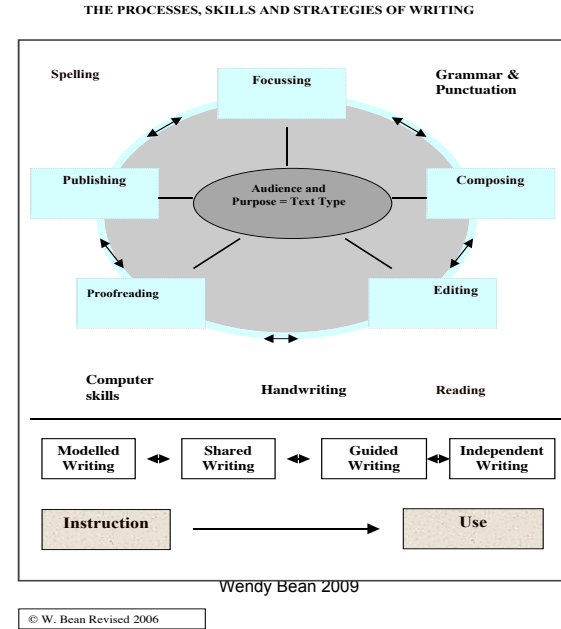 THE PROCESSES, SKILLS AND STRATEGIES OF WRITING
Spelling
Focussing
Grammar &
Punctuation
Publishing
Audience and
Purpose = Text Type
Composing
Proofreading
Editing
Computer
skills
Handwriting
Reading
Modelled
Writing
Shared
Writing
Guided
Writing
Independent
Writing
Instruction
Use
Wendy Bean 2009
© W. Bean Revised 2006